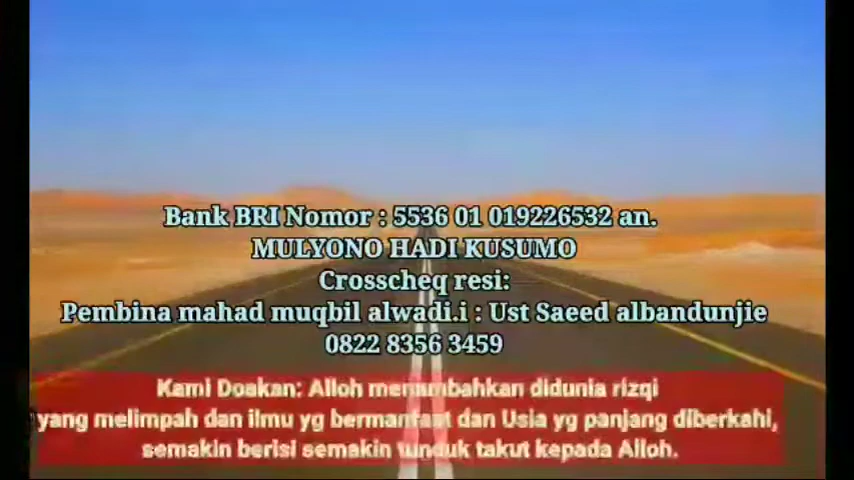 Bank BRI Nomor : 5536 01 019226532 an.
MULYONO HADI KUSUMO
Crosscheq resi:
Pembina mahad muqbil alwadi.i : Ust Saeed albandunjie
0822 8356 3459
Kami Doakan: Alloh menambahkan didunia rizqi
yang melimpah dan ilmu yg bermanfaat dan Usia yg panjang diberkahi,
semakin berisi semakin tunduk takut kepada Alloh.